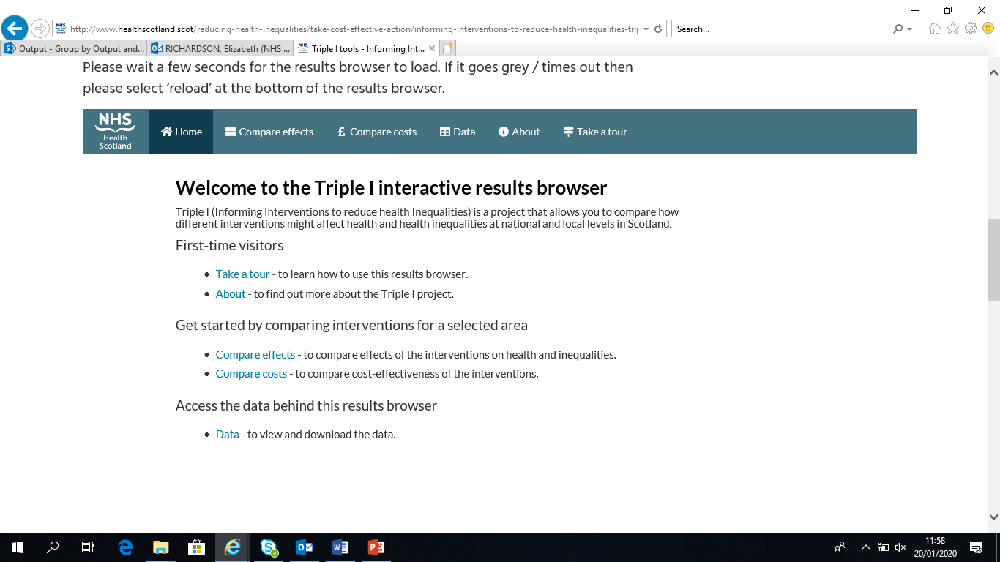 http://www.healthscotland.scot/reducing-health-inequalities/take-cost-effective-action/informing-interventions-to-reduce-health-inequalities-trip
Search...
Output - Group by Output and...
RICHARDSON, Elizabeth (NHS ...
Triple I tools - Informing Int...
Please wait a few seconds for the results browser to load. If it goes grey / times out then
please select ‘reload’ at the bottom of the results browser.
NHS
Health
Scotland
Home
Compare effects
£ Compare costs
Data
About
Take a tour
Welcome to the Triple I interactive results browser
Triple I (Informing Interventions to reduce health Inequalities) is a project that allows you to compare how
different interventions might affect health and health inequalities at national and local levels in Scotland.
First-time visitors
• Take a tour - to learn how to use this results browser.
• About - to find out more about the Triple I project.
Get started by comparing interventions for a selected area
• Compare effects - to compare effects of the interventions on health and inequalities.
• Compare costs - to compare cost-effectiveness of the interventions.
Access the data behind this results browser
• Data - to view and download the data.
11:58
20/01/2020